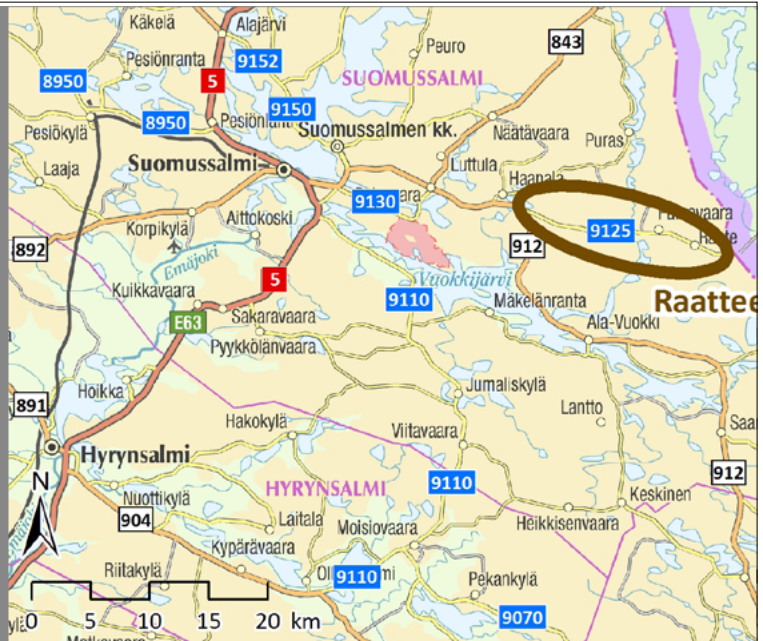 Käkelä
Alajärvi
Pesiönranta
9152
Peuro
843
8950
5
SUOMUSSALMI
9150
8950
Pesiönlahti
Pesiökylä
Suomussalmen kk.
Näätävaara
Puras
Laaja
Suomussalmi
Luttula
Haapala
9130
Korpikylä
Aittokoski
9125
892
912
Emäjoki
5
Vuokkijärvi
Kuikkavaara
9110
Mäkelänranta
Raattee
E63
Sakaravaara
Ala-Vuokki
Pyykkölänvaara
Hoikka
Jumaliskylä
891
Lantto
Hakokylä
Viitavaara
Saar
Hyrynsalmi
912
N
HYRYNSALMI
9110
Keskinen
Nuottikylä
904
Laitala
Moisiovaara
Heikkisenvaara
Kypärävaara
Riitakylä
9110
Pekankylä
0 5 10 15 20 km
9070